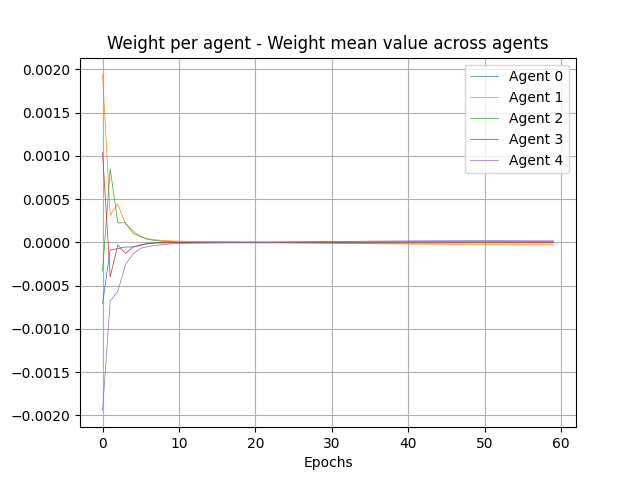 Weight per agent - Weight mean value across agents
0.0020
0.0015
0.0010
0.0005
0.0000
−0.0005
−0.0010
−0.0015
−0.0020
Agent 0
Agent 1
Agent 2
Agent 3
Agent 4
0 10 20 30 40 50 60
Epochs